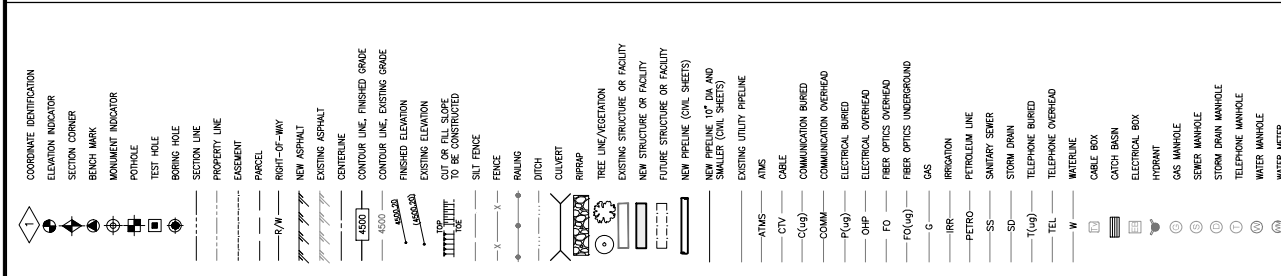 1 COORDINATE IDENTIFICATION
ELEVATION INDICATOR
SECTION CORNER
BENCH MARK
MONUMENT INDICATOR
POTHOLE
TEST HOLE
BORING HOLE
SECTION LINE
PROPERTY LINE
EASEMENT
PARCEL
R/W RIGHT-OF-WAY
NEW ASPHALT
EXISTING ASPHALT
CENTERLINE
4500 CONTOUR LINE, FINISHED GRADE
4500 CONTOUR LINE, EXISTING GRADE
4500.20 FINISHED ELEVATION
(4500.20) EXISTING ELEVATION
TOP
TOE
CUT OR FILL SLOPE
TO BE CONSTRUCTED
SILT FENCE
X X FENCE
RAILING
DITCH
CULVERT
RIPRAP
TREE LINE/VEGETATION
EXISTING STRUCTURE OR FACILITY
NEW STRUCTURE OR FACILITY
FUTURE STRUCTURE OR FACILITY
NEW PIPELINE (CIVIL SHEETS)
NEW PIPELINE 10" DIA AND
SMALLER (CIVIL SHEETS)
EXISTING UTILITY PIPELINE
ATMS ATMS
CTV CABLE
C(ug) COMMUNICATION BURIED
COMM COMMUNICATION OVERHEAD
P(ug) ELECTRICAL BURIED
OHP ELECTRICAL OVERHEAD
FO FIBER OPTICS OVERHEAD
FO(ug) FIBER OPTICS UNDERGROUND
G GAS
IRR IRRIGATION
PETRO PETROLEUM LINE
SS SANITARY SEWER
SD STORM DRAIN
T(ug) TELEPHONE BURIED
TEL TELEPHONE OVERHEAD
W WATERLINE
CABLE BOX
CATCH BASIN
ELECTRICAL BOX
HYDRANT
G GAS MANHOLE
S SEWER MANHOLE
D STORM DRAIN MANHOLE
T TELEPHONE MANHOLE
W WATER MANHOLE
WATER METER